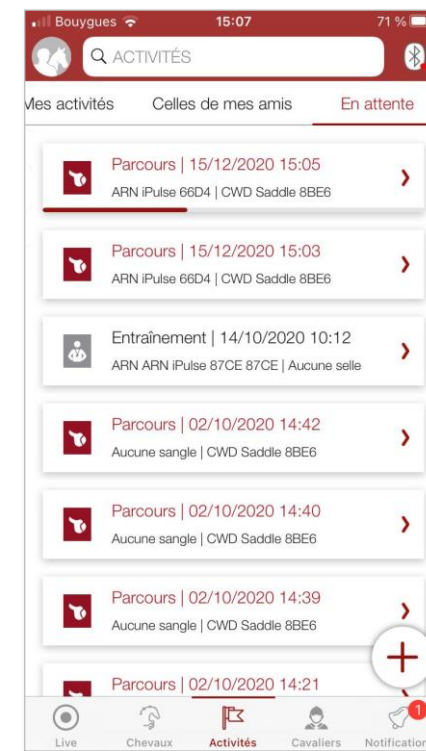 Bouygues 15:07 71 %
ACTIVITÉS
Mes activités Celles de mes amis En attente
Parcours | 15/12/2020 15:05
ARN iPulse 66D4 | CWD Saddle 8BE6
Parcours | 15/12/2020 15:03
ARN iPulse 66D4 | CWD Saddle 8BE6
Entraînement | 14/10/2020 10:12
ARN ARN iPulse 87CE 87CE | Aucune selle
Parcours | 02/10/2020 14:42
Aucune sangle | CWD Saddle 8BE6
Parcours | 02/10/2020 14:40
Aucune sangle | CWD Saddle 8BE6
Parcours | 02/10/2020 14:39
Aucune sangle | CWD Saddle 8BE6
Parcours | 02/10/2020 14:21
1
Live Chevaux Activités Cavaliers Notification